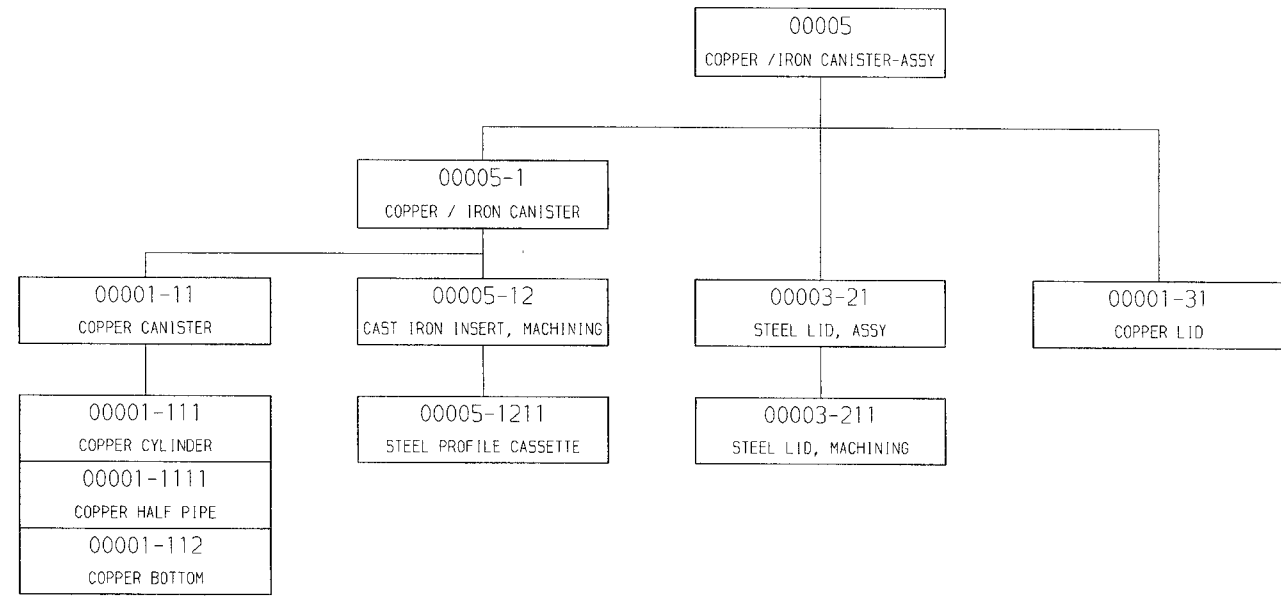 00005
COPPER /IRON CANISTER-ASSY
00005-1
COPPER / IRON CANISTER
00001-11
COPPER CANISTER
00005-12
CAST IRON INSERT, MACHINING
00003-21
STEEL LID, ASSY
00001-31
COPPER LID
00001-111
COPPER CYLINDER
00001-1111
COPPER HALF PIPE
00001-112
COPPER BOTTOM
00005-1211
STEEL PROFILE CASSETTE
00003-211
STEEL LID, MACHINING